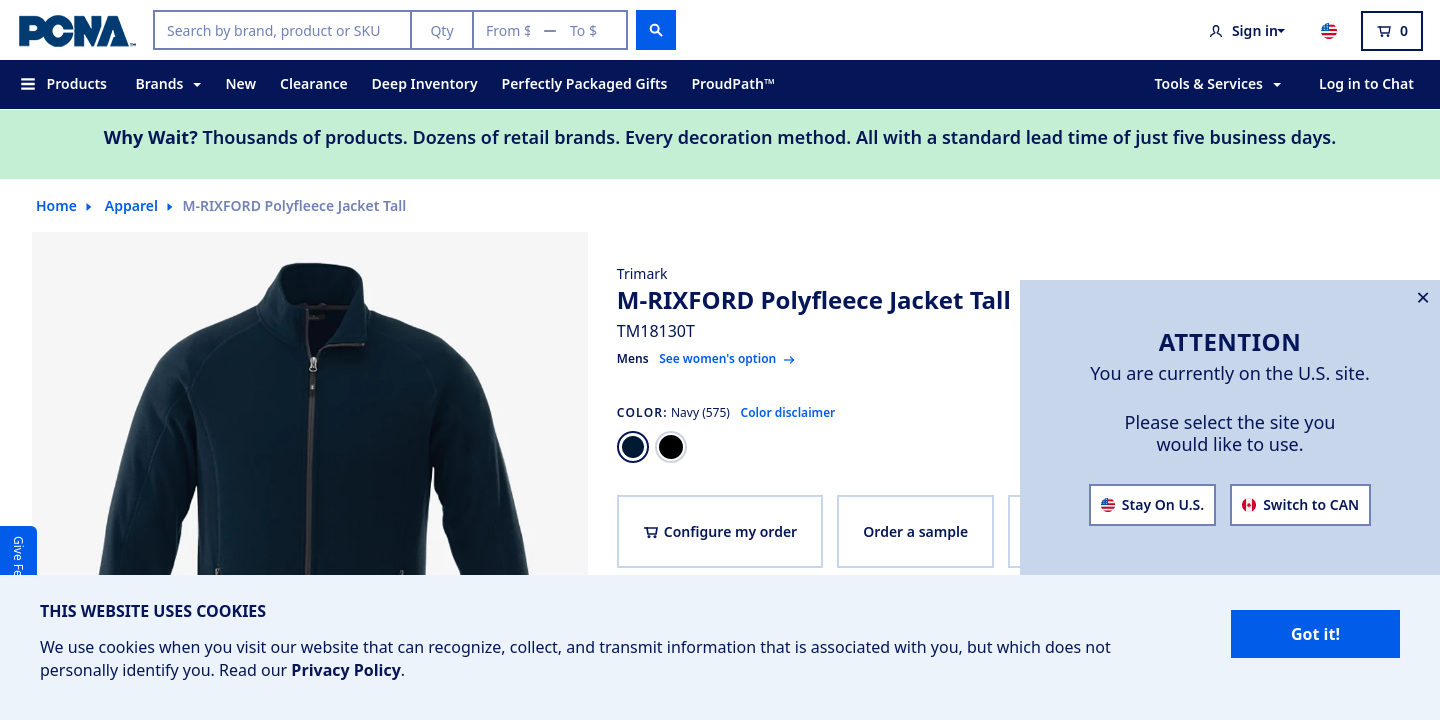 PCNA™
Search by brand, product or SKU
Qty
From $ — To $
Sign in
0
Products
Brands
New
Clearance
Deep Inventory
Perfectly Packaged Gifts
ProudPath™
Tools & Services
Log in to Chat
Why Wait? Thousands of products. Dozens of retail brands. Every decoration method. All with a standard lead time of just five business days.
Home
Apparel
M-RIXFORD Polyfleece Jacket Tall
Trimark
M-RIXFORD Polyfleece Jacket Tall
TM18130T
Mens
See women's option
COLOR: Navy (575)
Color disclaimer
Configure my order
Order a sample
ATTENTION
You are currently on the U.S. site.
Please select the site you
would like to use.
Stay On U.S.
Switch to CAN
Give Fe
THIS WEBSITE USES COOKIES
We use cookies when you visit our website that can recognize, collect, and transmit information that is associated with you, but which does not
personally identify you. Read our Privacy Policy.
Got it!